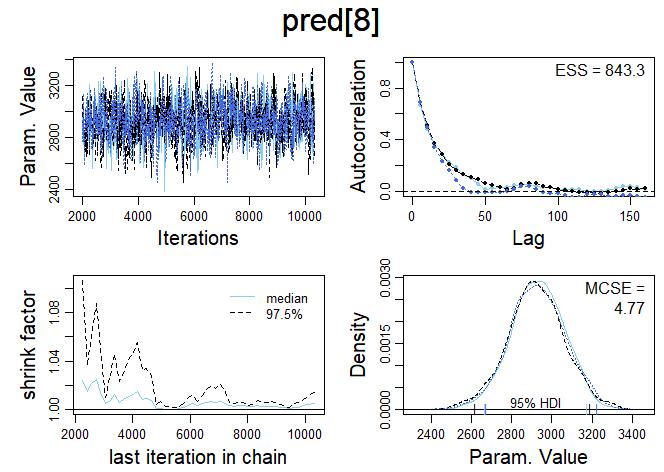 pred[8]
Param. Value
2400 2800 3200
2000 4000 6000 8000 10000
Iterations
Autocorrelation
0.0 0.4 0.8
ESS = 843.3
0 50 100 150
Lag
shrink factor
1.00 1.04 1.08
median
97.5%
2000 4000 6000 8000 10000
last iteration in chain
Density
0.0000 0.0015 0.0030
MCSE =
4.77
95% HDI
2400 2600 2800 3000 3200 3400
Param. Value